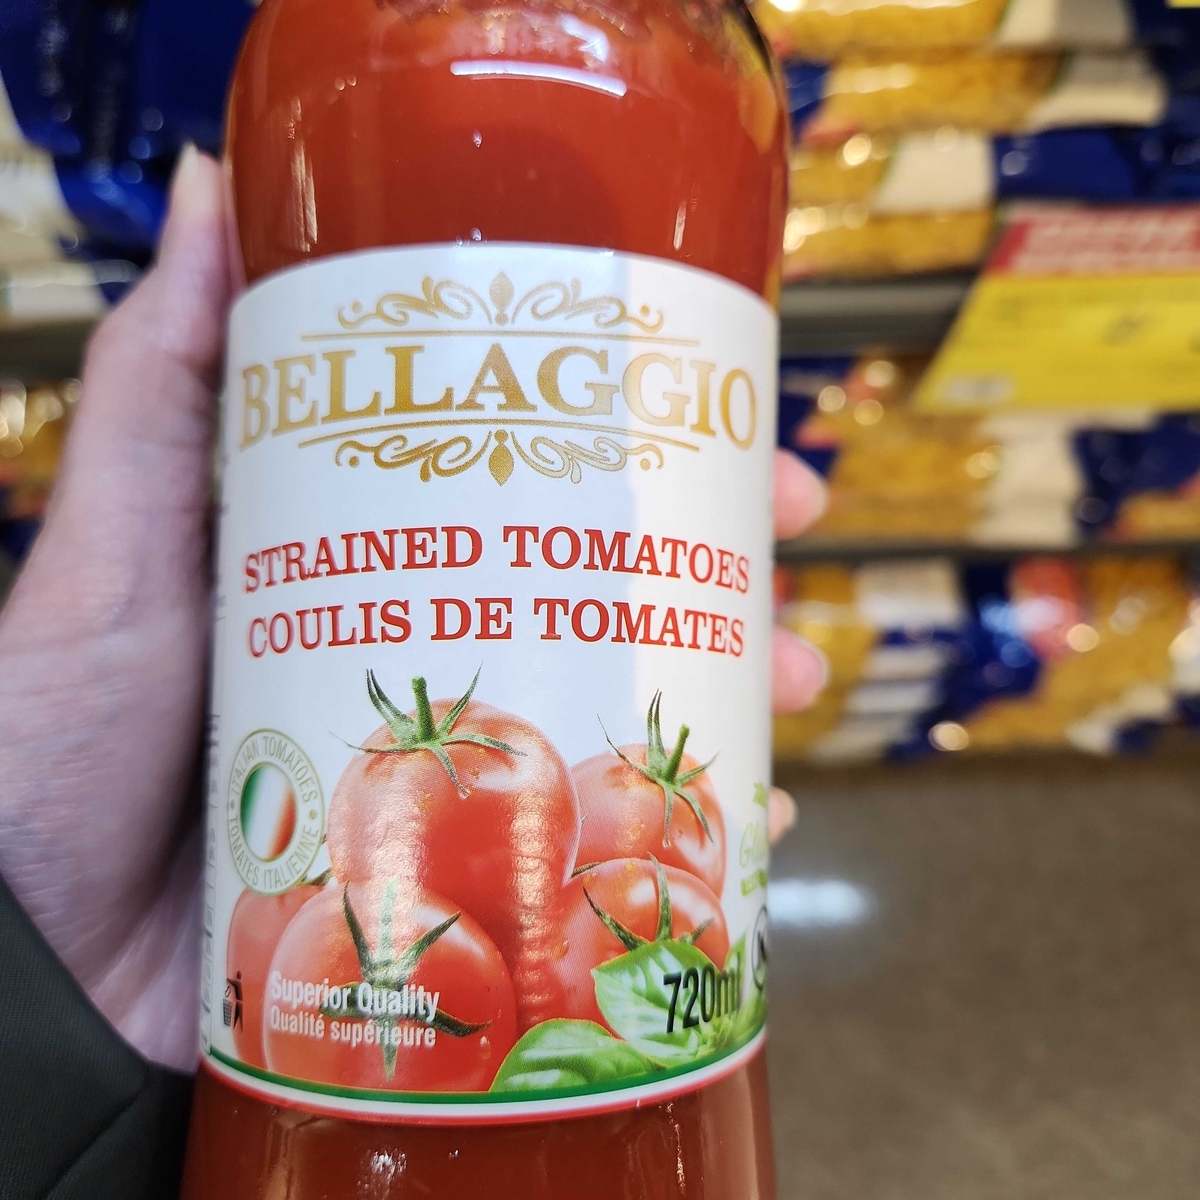 BELLAGGIO
STRAINED TOMATOES
COULIS DE TOMATES
ITALIAN TOMATOES
TOMATES ITALIENNE
Superior Quality
Qualité supérieure
720ml